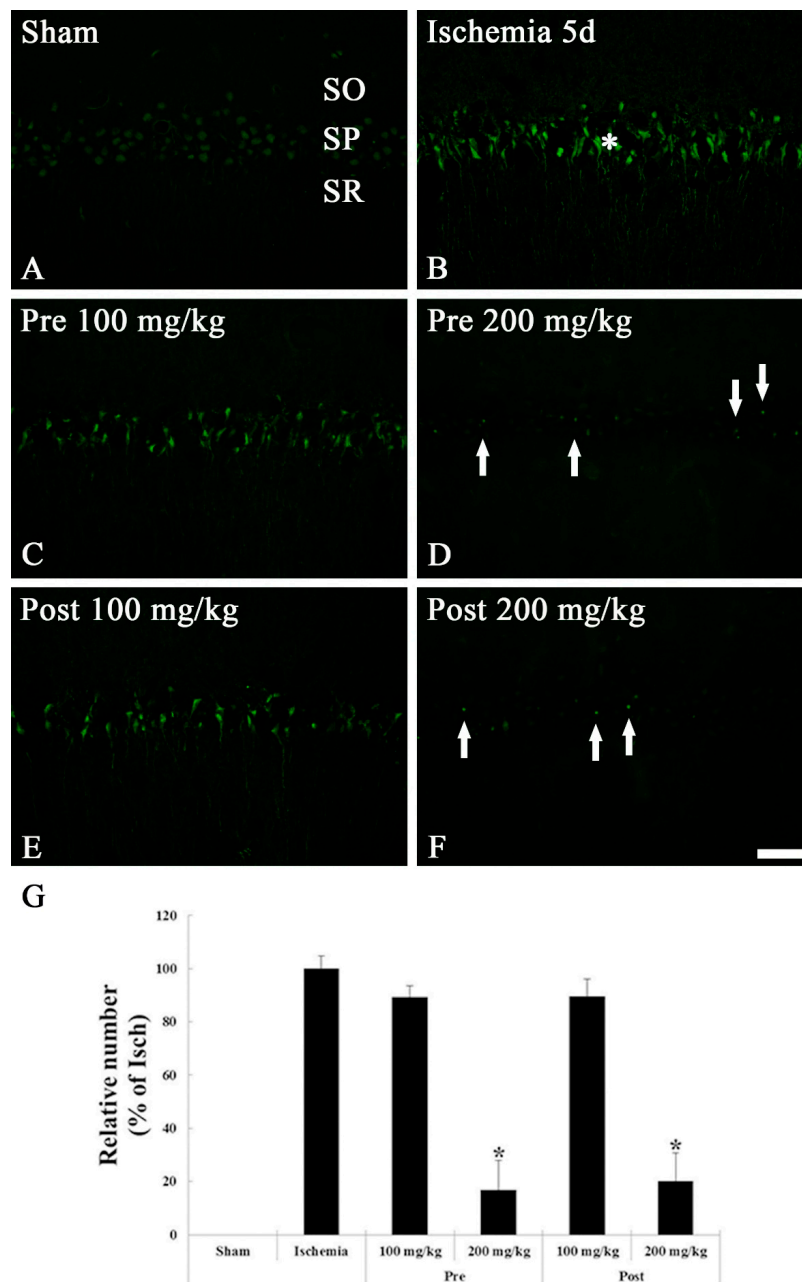 Sham
SO
SP
SR
A
Ischemia 5d
*
B
Pre 100 mg/kg
C
Pre 200 mg/kg
D
Post 100 mg/kg
E
Post 200 mg/kg
F
G
Relative number
(% of Isch)
120
100
80
60
40
20
0
*
*
Sham Ischemia 100 mg/kg 200 mg/kg 100 mg/kg 200 mg/kg
Pre Post